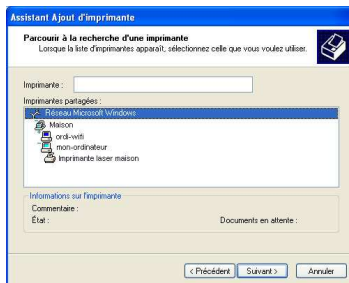 Assistant Ajout d'imprimante
Parcourir à la recherche d'une imprimante
Lorsque la liste d'imprimantes apparaît, sélectionnez celle que vous voulez utiliser.
Imprimante :
Imprimantes partagées :
Réseau Microsoft Windows
Maison
ordi-wifi
mon-ordinateur
Imprimante laser maison
Informations sur l'imprimante
Commentaire :
État :
Documents en attente :
< Précédent
Suivant >
Annuler